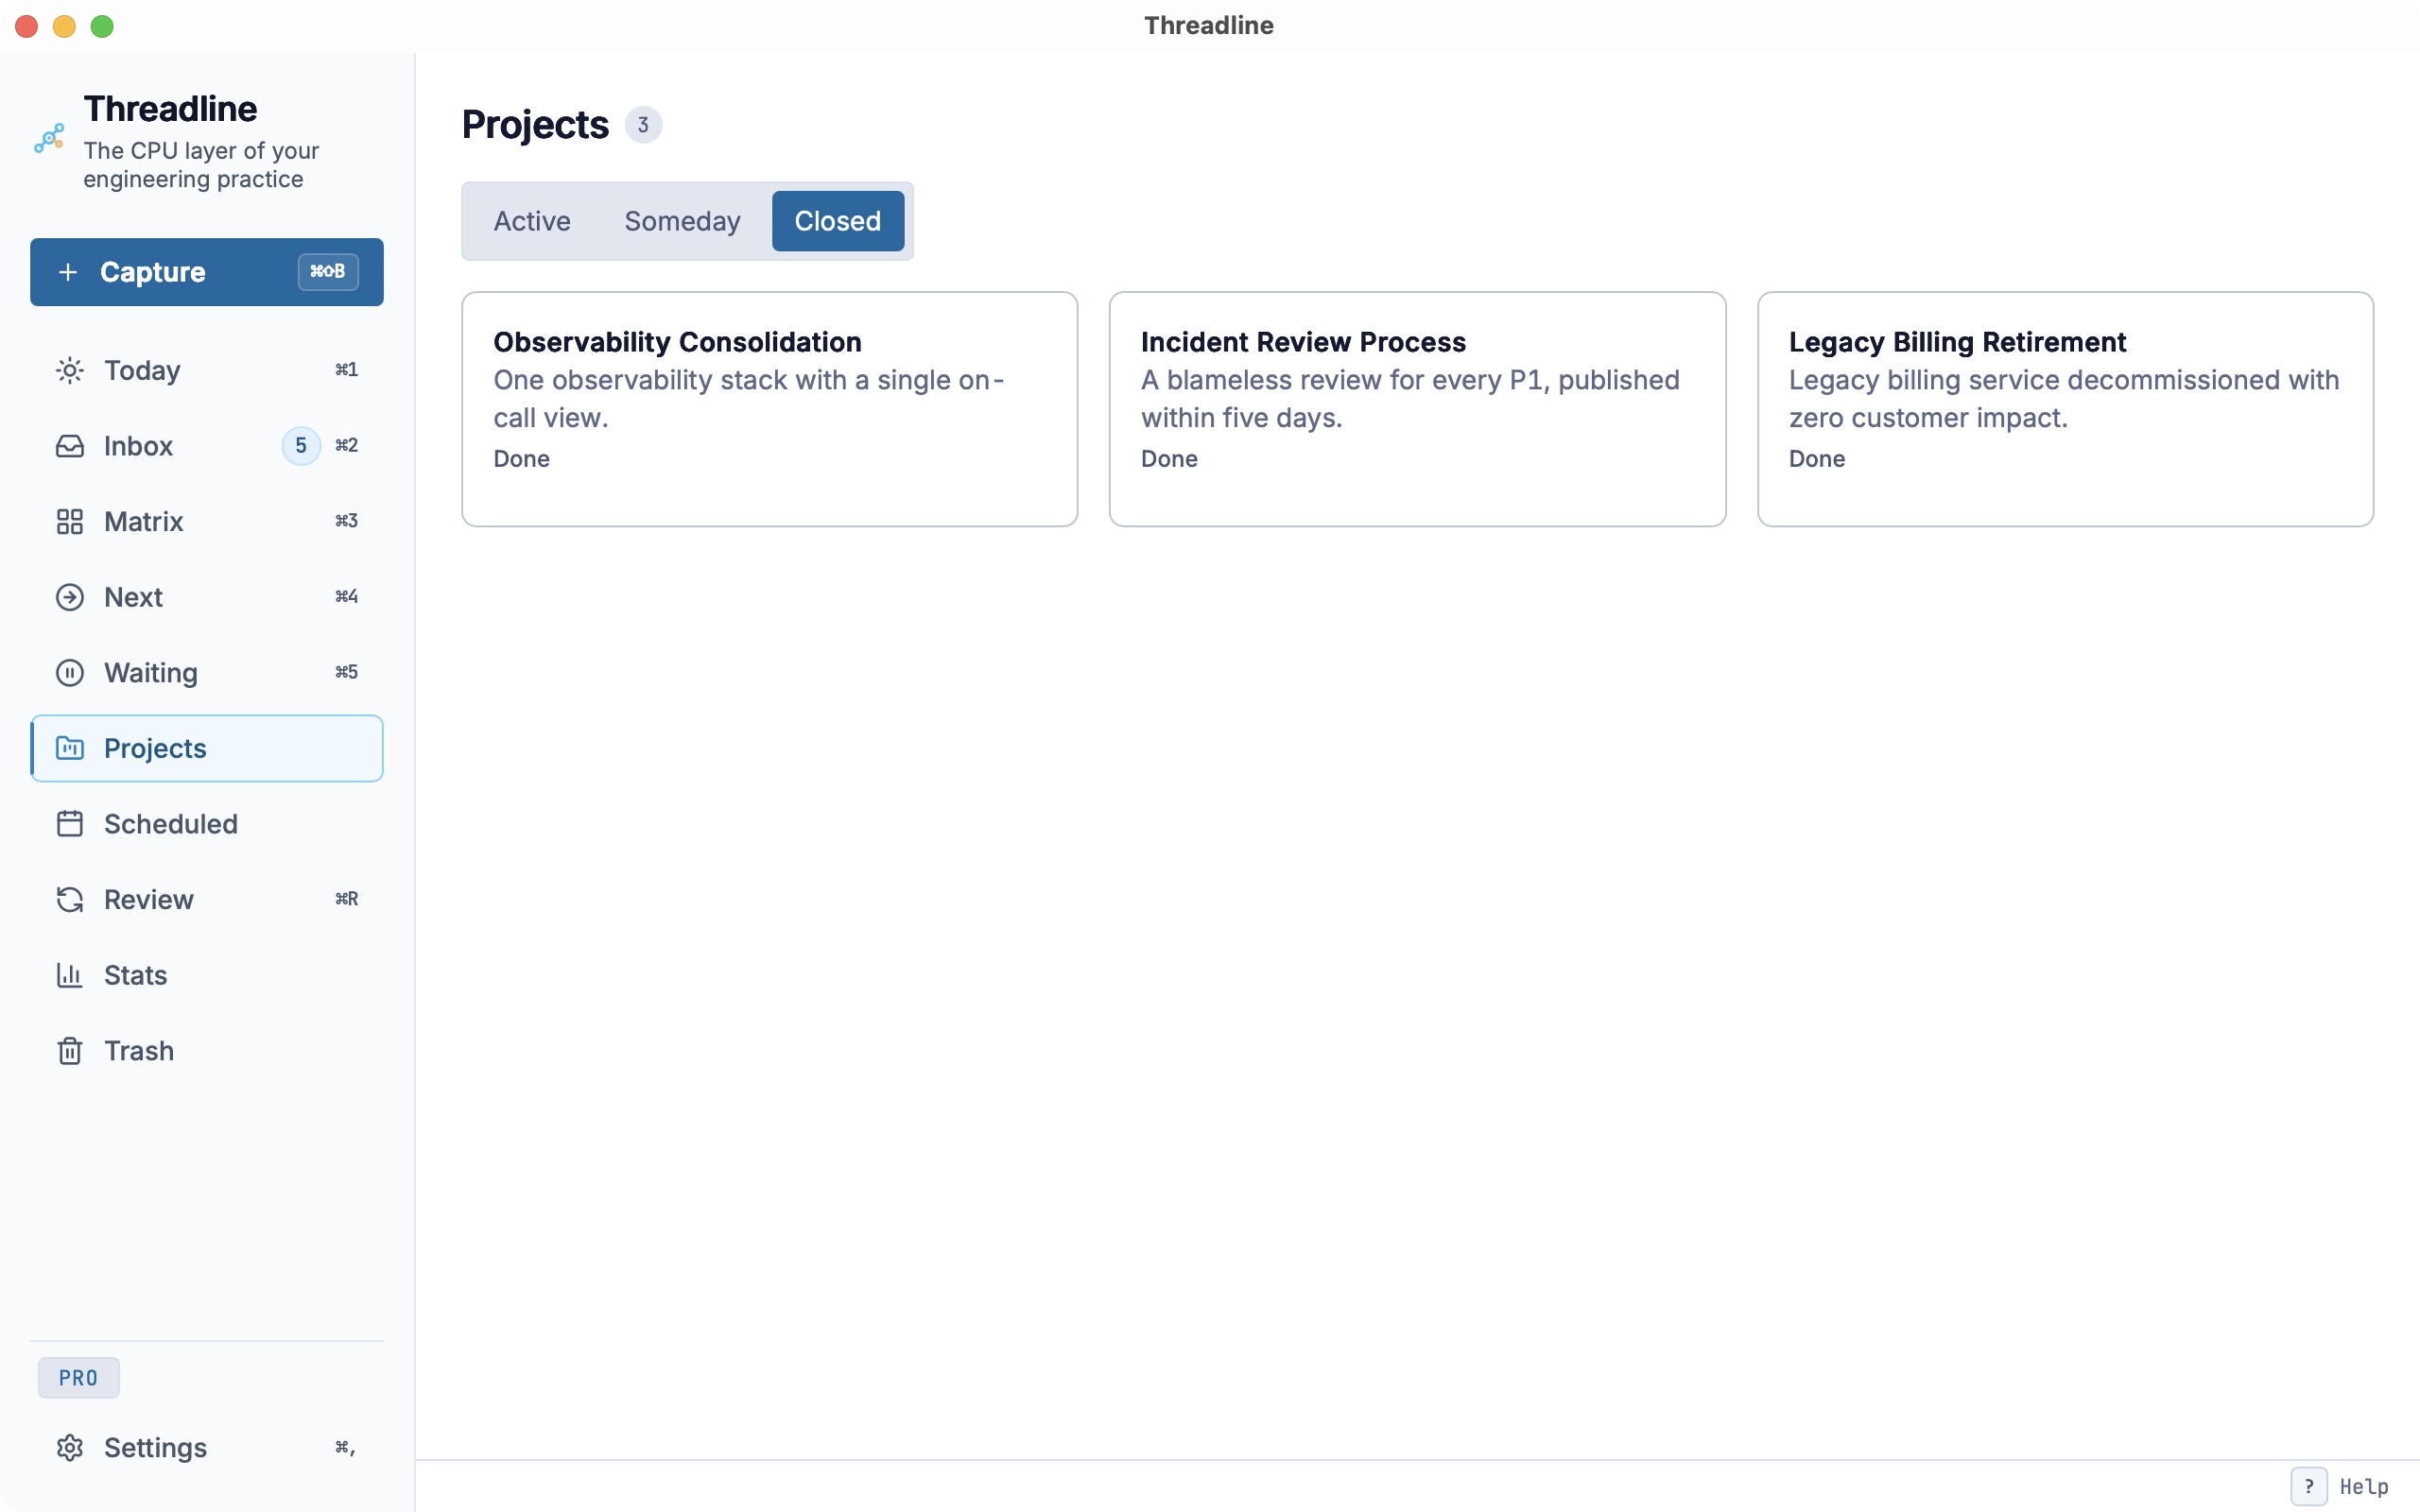 Threadline
Threadline
The CPU layer of your
engineering practice
+ Capture ⌘⇧B
Today ⌘1
Inbox 5 ⌘2
Matrix ⌘3
Next ⌘4
Waiting ⌘5
Projects
Scheduled
Review ⌘R
Stats
Trash
PRO
Settings ⌘,
Projects 3
Active Someday Closed
Observability Consolidation
One observability stack with a single on-
call view.
Done
Incident Review Process
A blameless review for every P1, published
within five days.
Done
Legacy Billing Retirement
Legacy billing service decommissioned with
zero customer impact.
Done
? Help